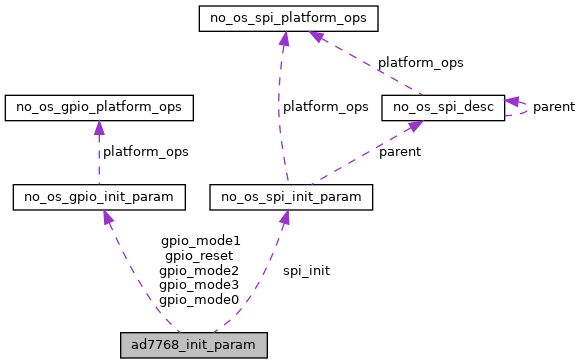 no_os_spi_platform_ops
platform_ops
no_os_gpio_platform_ops
platform_ops
no_os_spi_desc
parent
platform_ops
parent
no_os_gpio_init_param
no_os_spi_init_param
gpio_mode1
gpio_reset
gpio_mode2
gpio_mode3
gpio_mode0
spi_init
ad7768_init_param